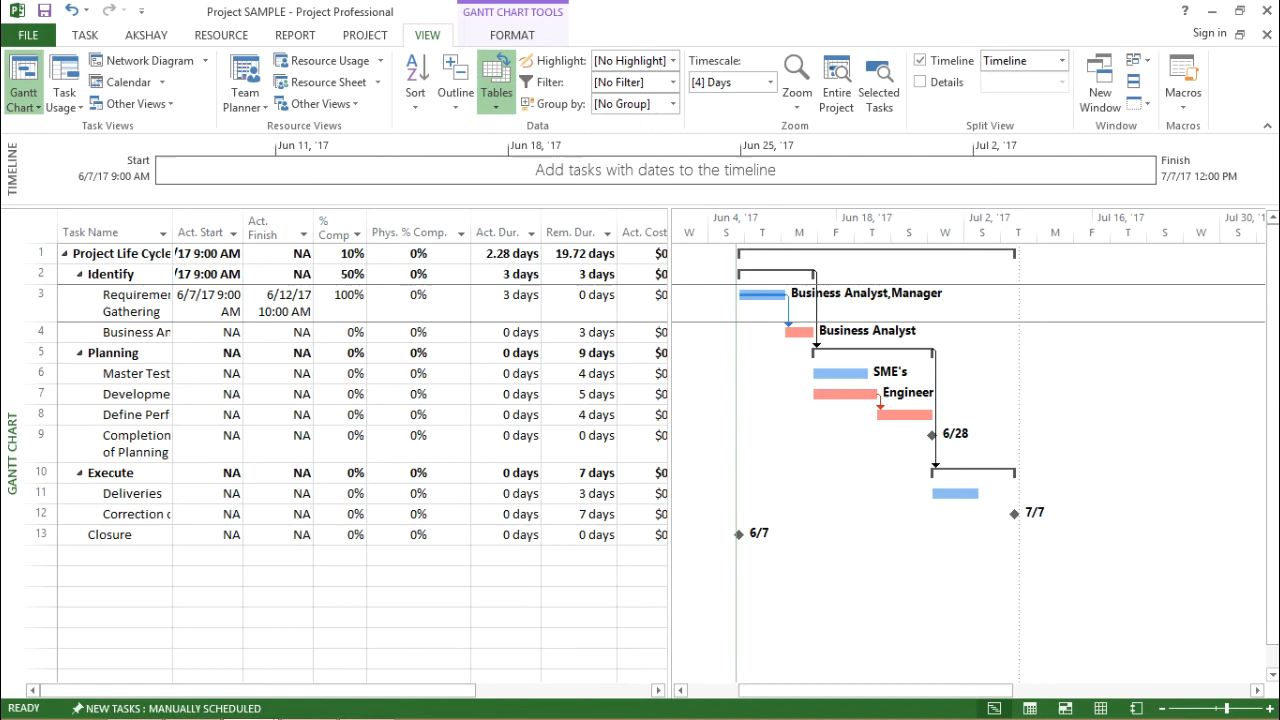 Project SAMPLE - Project Professional
GANTT CHART TOOLS
FILE TASK AKSHAY RESOURCE REPORT PROJECT VIEW FORMAT Sign in
Gantt Chart
Task Usage
Network Diagram
Calendar
Other Views
Task Views
Team Planner
Resource Usage
Resource Sheet
Other Views
Resource Views
Sort
Outline
Tables
Highlight: [No Highlight]
Filter: [No Filter]
Group by: [No Group]
Data
Timescale:
[4] Days
Zoom
Entire Project
Selected Tasks
Zoom
Timeline Timeline
Details
Split View
New Window
Window
Macros
Macros
TIMELINE
Jun 11, '17 Jun 18, '17 Jun 25, '17 Jul 2, '17
Start
6/7/17 9:00 AM
Add tasks with dates to the timeline
Finish
7/7/17 12:00 PM
GANTT CHART
Task Name Act. Start Act. Finish % Comp Phys. % Comp. Act. Dur. Rem. Dur. Act. Cost
Jun 4, '17 Jun 18, '17 Jul 2, '17 Jul 16, '17 Jul 30, '17
W S T M F T S W S T M F T S W S
1 Project Life Cycle /17 9:00 AM NA 10% 0% 2.28 days 19.72 days $0
2 Identify /17 9:00 AM NA 50% 0% 3 days 3 days $0
3 Requiremen Gathering 6/7/17 9:00 AM 6/12/17 10:00 AM 100% 0% 3 days 0 days $0
Business Analyst,Manager
4 Business An NA NA 0% 0% 0 days 3 days $0
Business Analyst
5 Planning NA NA 0% 0% 0 days 9 days $0
6 Master Test NA NA 0% 0% 0 days 4 days $0
SME's
7 Developme NA NA 0% 0% 0 days 5 days $0
Engineer
8 Define Perf NA NA 0% 0% 0 days 4 days $0
9 Completion of Planning NA NA 0% 0% 0 days 0 days $0
6/28
10 Execute NA NA 0% 0% 0 days 7 days $0
11 Deliveries NA NA 0% 0% 0 days 3 days $0
12 Correction o NA NA 0% 0% 0 days 7 days $0
7/7
13 Closure NA NA 0% 0% 0 days 0 days $0
6/7
READY NEW TASKS : MANUALLY SCHEDULED